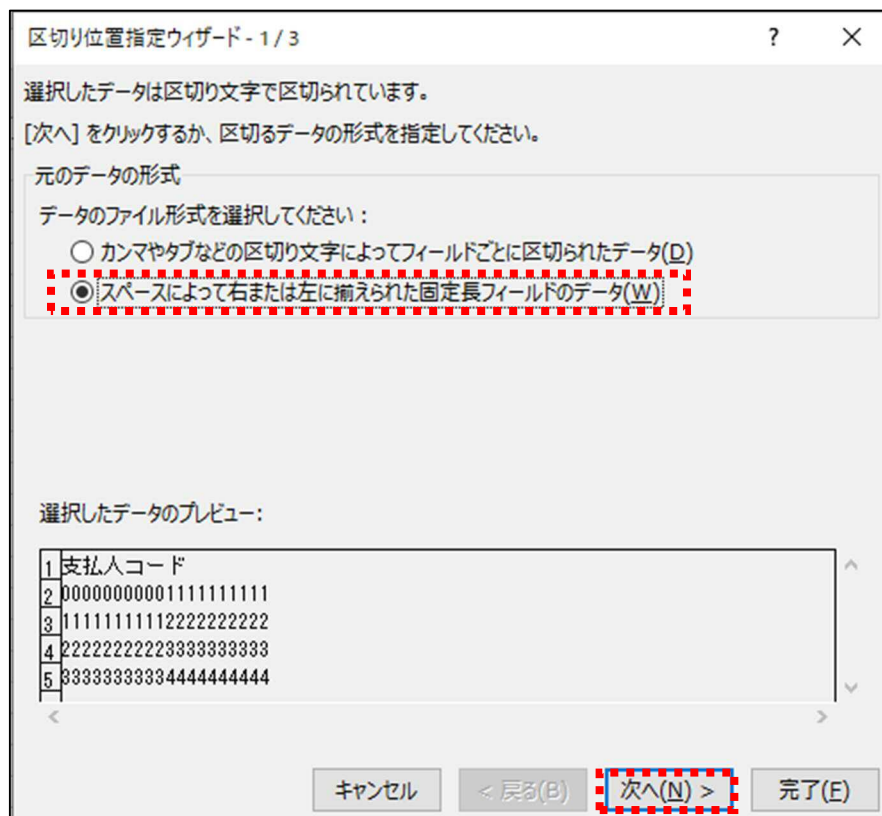 区切り位置指定ウィザード - 1 / 3 ? ×
選択したデータは区切り文字で区切られています。
[次へ] をクリックするか、区切るデータの形式を指定してください。
元のデータの形式
データのファイル形式を選択してください：
カンマやタブなどの区切り文字によってフィールドごとに区切られたデータ(D)
スペースによって右または左に揃えられた固定長フィールドのデータ(W)
選択したデータのプレビュー：
1 支払人コード
2 00000000001111111111
3 11111111112222222222
4 22222222223333333333
5 33333333334444444444
キャンセル < 戻る(B) 次へ(N) > 完了(F)